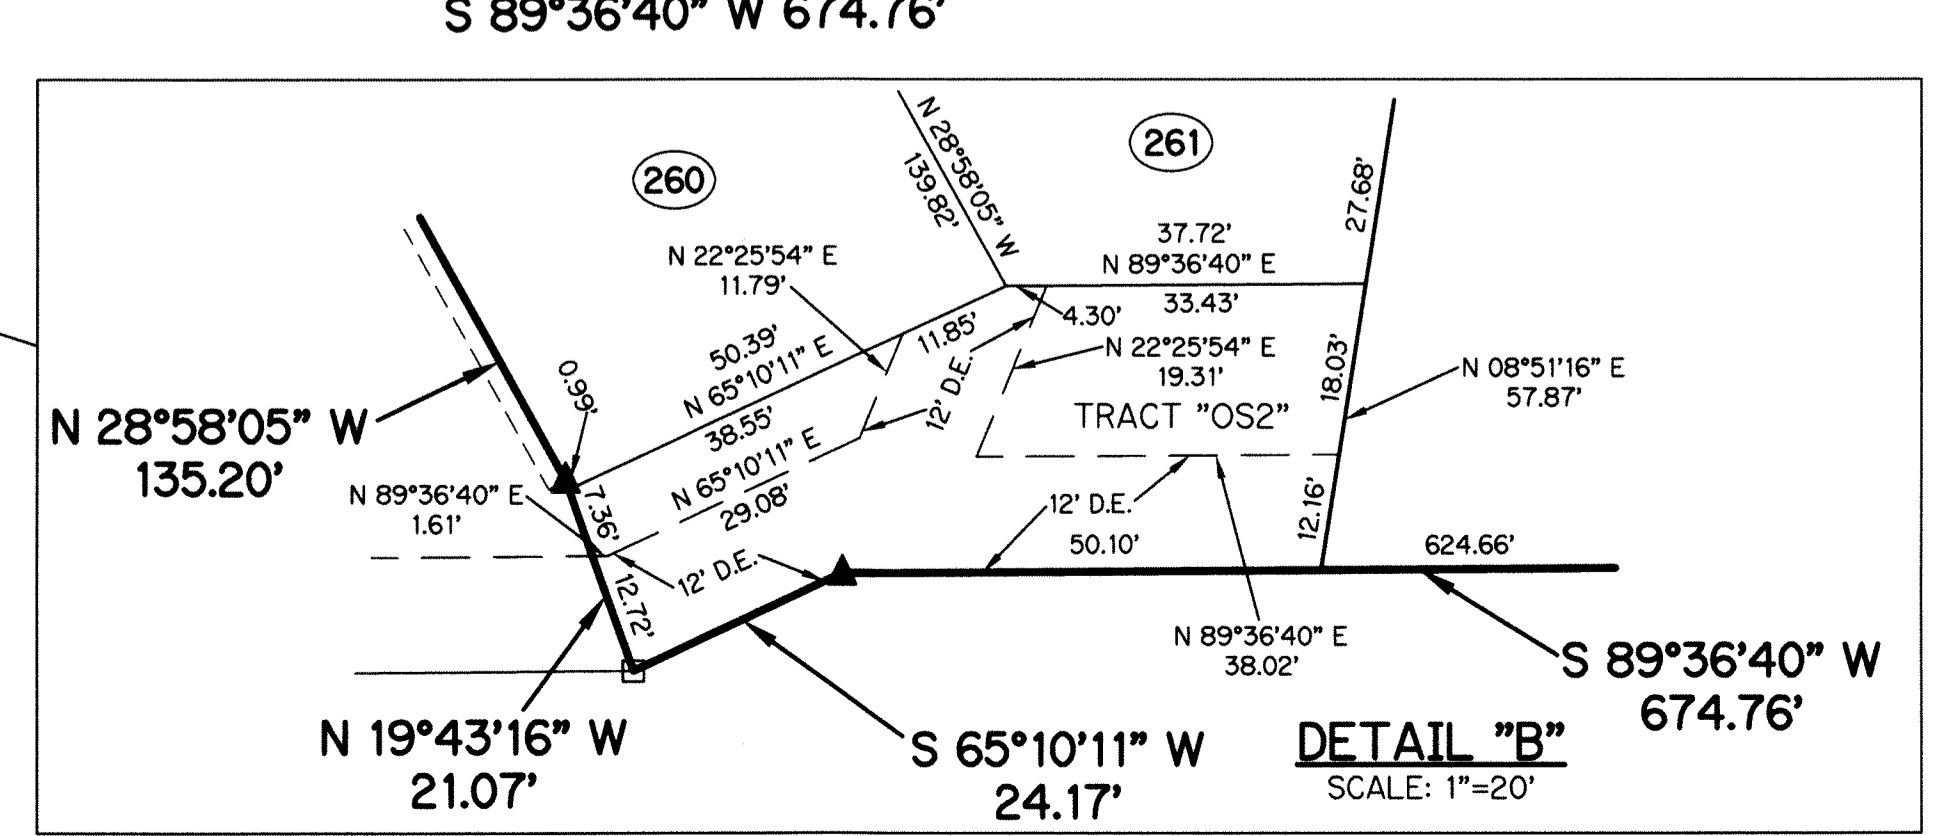 S 89°36'40" W 674.76'
260
261
N 28°58'05" W
139.82'
27.68'
37.72'
N 89°36'40" E
33.43'
4.30'
N 22°25'54" E
11.79'
11.85'
50.39'
N 65°10'11" E
38.55'
N 65°10'11" E
29.08'
0.99'
12' D.E.
N 22°25'54" E
19.31'
TRACT "OS2"
18.03'
N 08°51'16" E
57.87'
N 28°58'05" W
135.20'
N 89°36'40" E
1.61'
7.36'
12' D.E.
12.72'
12' D.E.
50.10'
12.16'
624.66'
N 89°36'40" E
38.02'
S 89°36'40" W
674.76'
N 19°43'16" W
21.07'
S 65°10'11" W
24.17'
DETAIL "B"
SCALE: 1"=20'